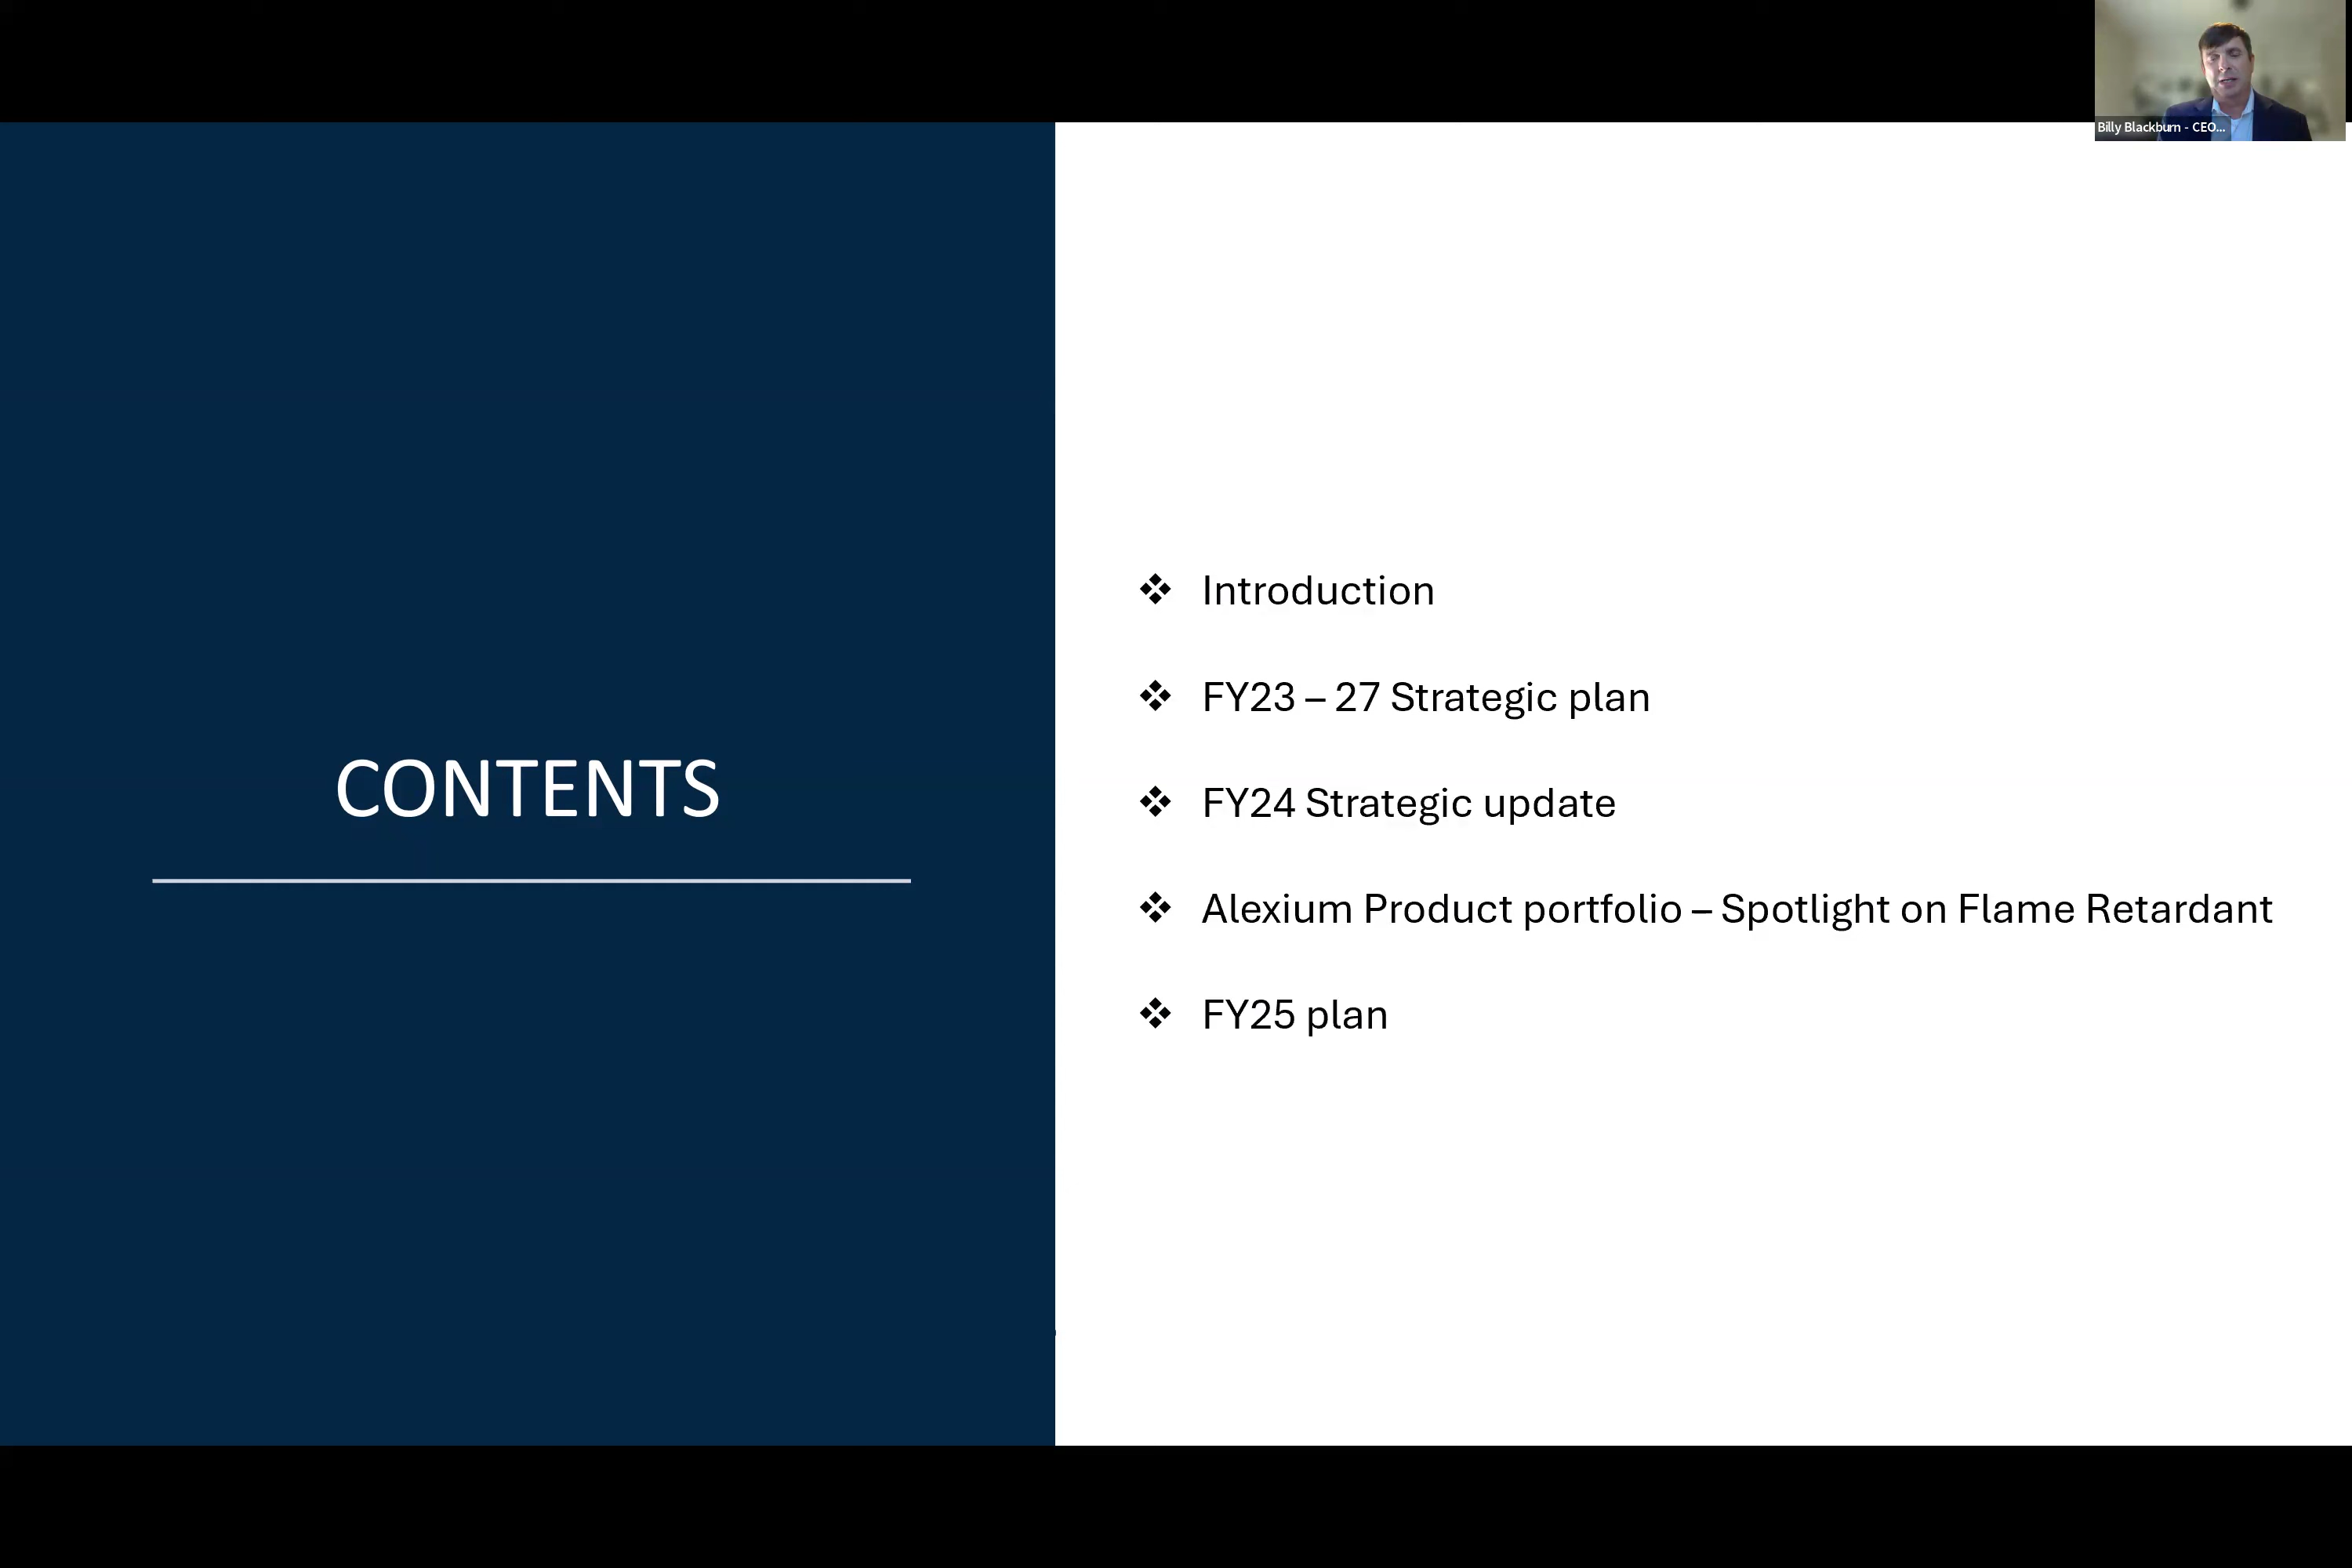 Billy Blackburn - CEO...
CONTENTS
❖ Introduction
❖ FY23 – 27 Strategic plan
❖ FY24 Strategic update
❖ Alexium Product portfolio – Spotlight on Flame Retardant
❖ FY25 plan